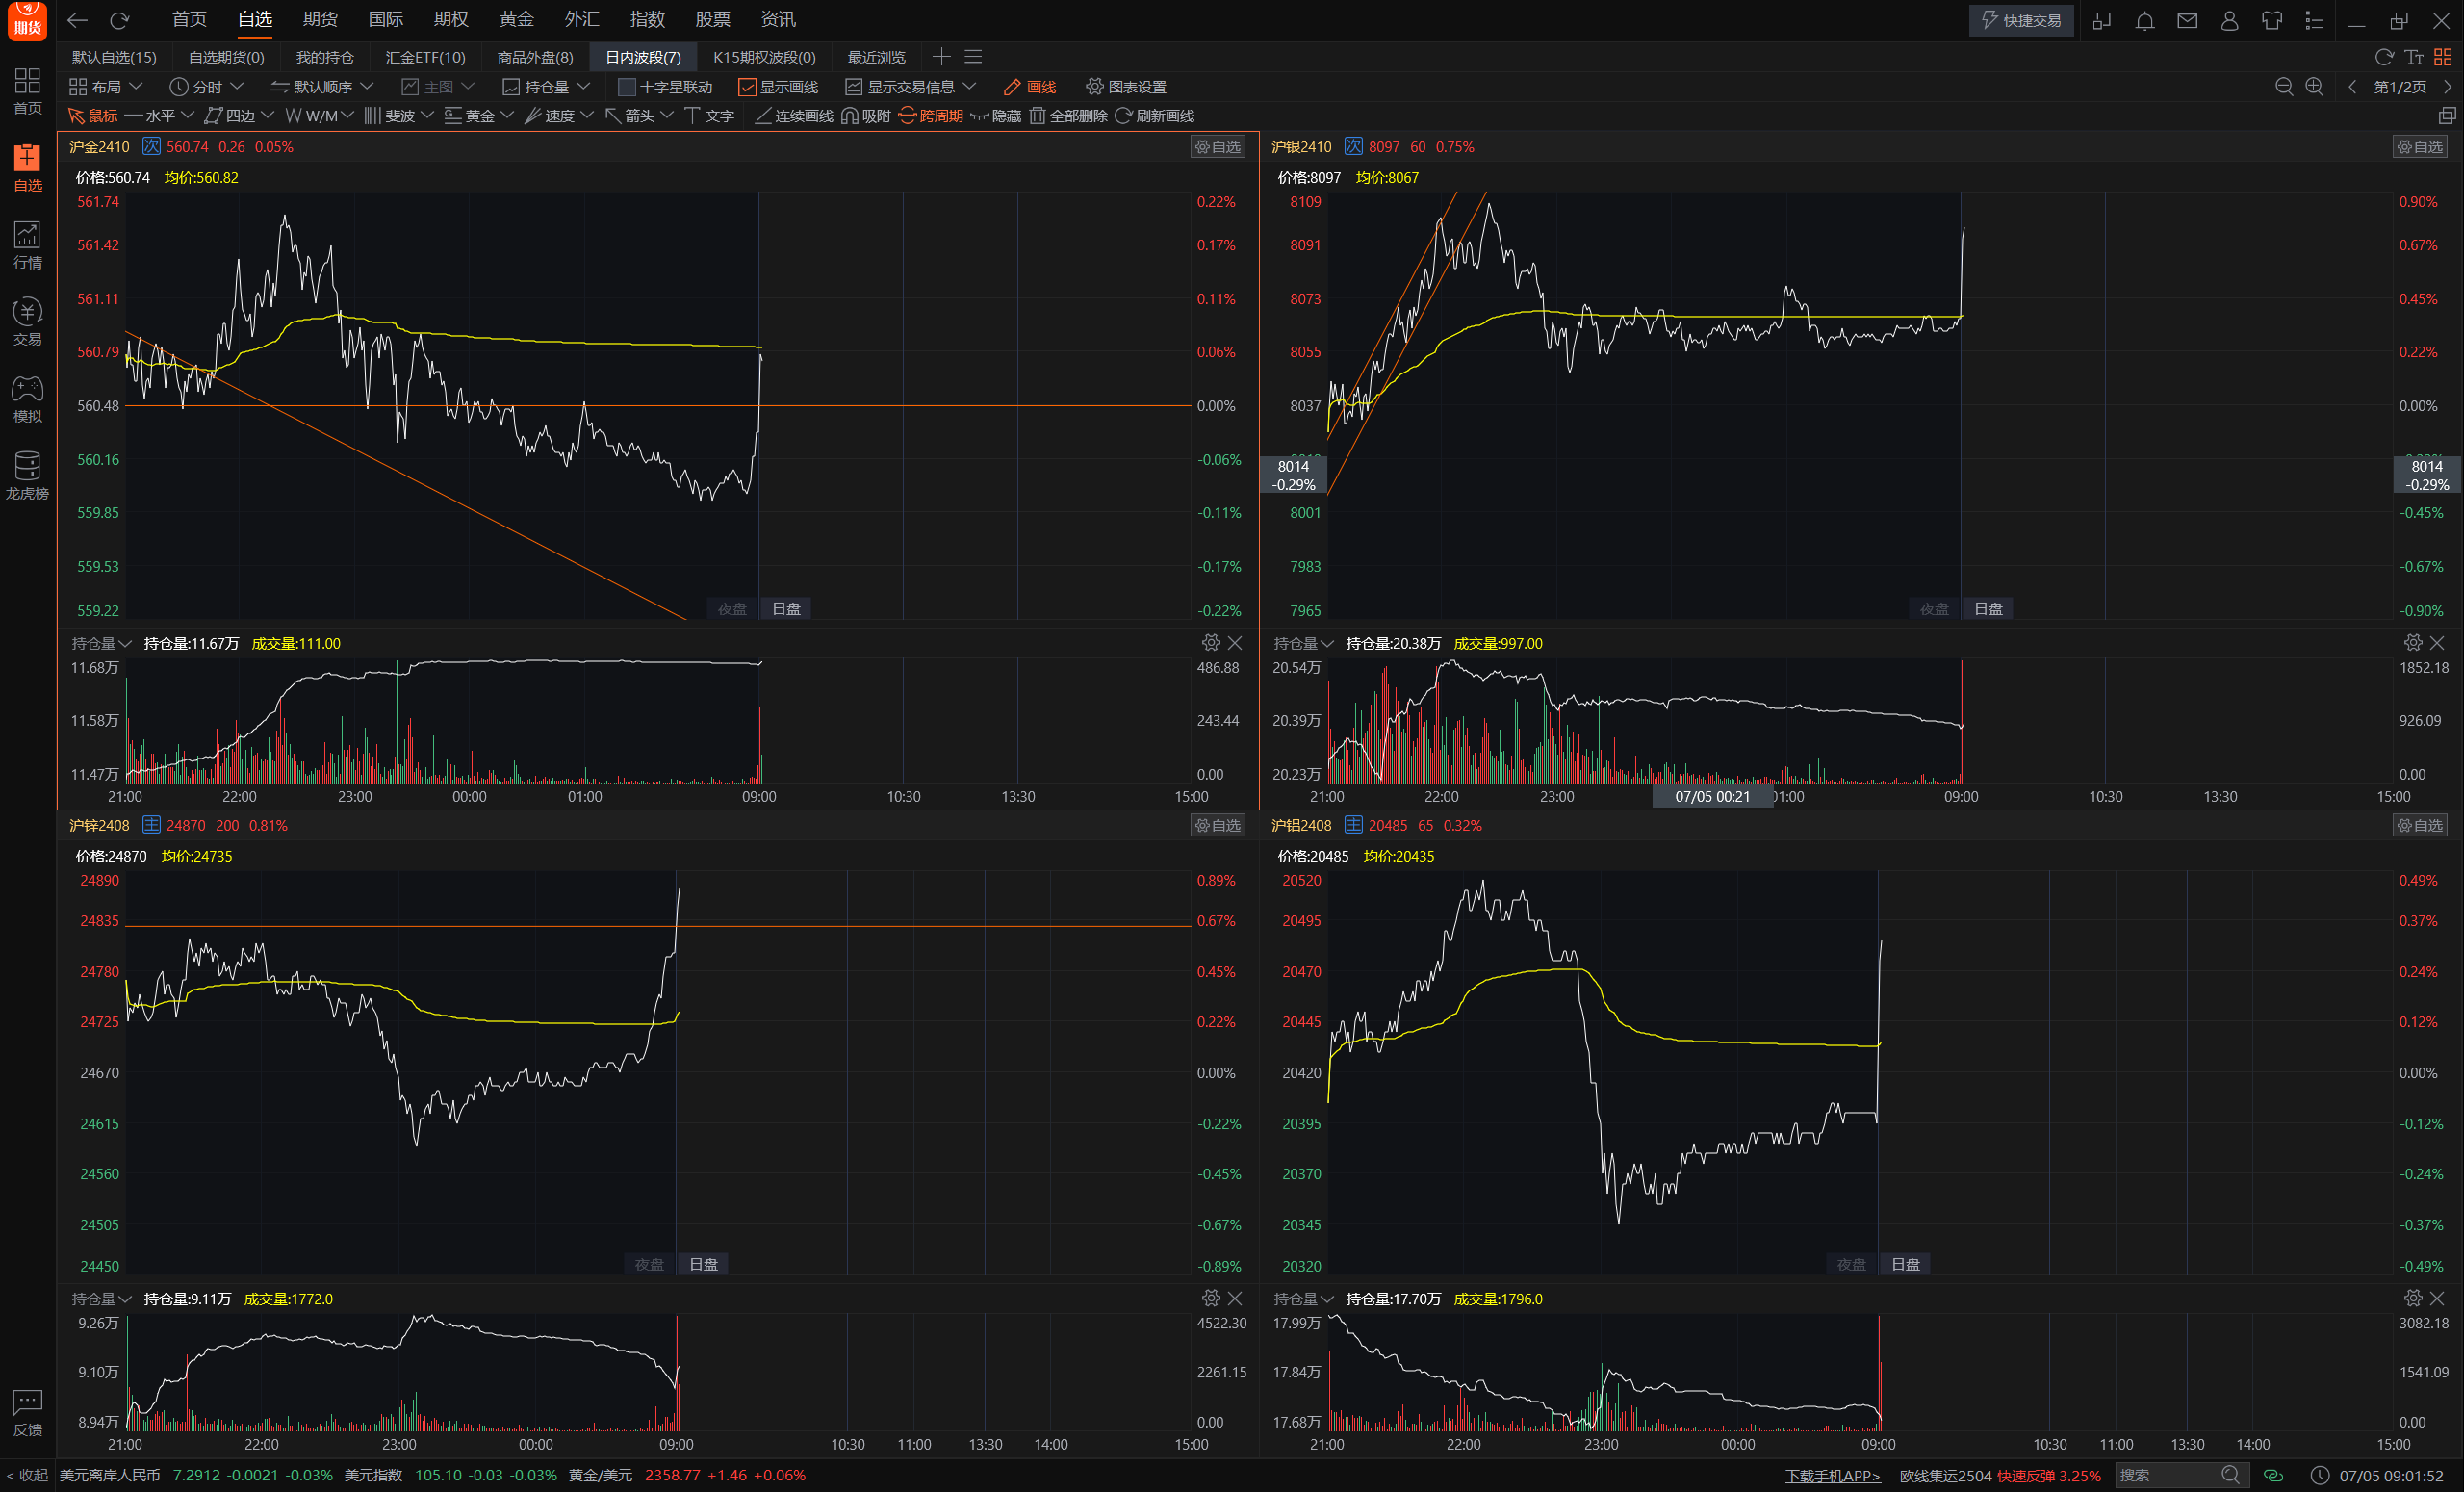 期货 首页 自选 期货 国际 期权 黄金 外汇 指数 股票 资讯 快捷交易
默认自选(15) 自选期货(0) 我的持仓 汇金ETF(10) 商品外盘(8) 日内波段(7) K15期权波段(0) 最近浏览
布局 分时 默认顺序 主图 持仓量 十字星联动 显示画线 显示交易信息 画线 图表设置 第1/2页
鼠标 水平 四边 W/M 斐波 黄金 速度 箭头 文字 连续画线 吸附 跨周期 隐藏 全部删除 刷新画线
首页
自选
行情
交易
模拟
龙虎榜
反馈
沪金2410 次 560.74 0.26 0.05% 自选
价格:560.74 均价:560.82
561.74 0.22%
561.42 0.17%
561.11 0.11%
560.79 0.06%
560.48 0.00%
560.16 -0.06%
559.85 -0.11%
559.53 -0.17%
559.22 -0.22%
夜盘 日盘
持仓量 持仓量:11.67万 成交量:111.00
11.68万 486.88
11.58万 243.44
11.47万 0.00
21:00 22:00 23:00 00:00 01:00 09:00 10:30 13:30 15:00
沪银2410 次 8097 60 0.75% 自选
价格:8097 均价:8067
8109 0.90%
8091 0.67%
8073 0.45%
8055 0.22%
8037 0.00%
8014 8014
-0.29% -0.29%
8001 -0.45%
7983 -0.67%
7965 -0.90%
夜盘 日盘
持仓量 持仓量:20.38万 成交量:997.00
20.54万 1852.18
20.39万 926.09
20.23万 0.00
21:00 22:00 23:00 07/05 00:21 01:00 09:00 10:30 13:30 15:00
沪锌2408 主 24870 200 0.81% 自选
价格:24870 均价:24735
24890 0.89%
24835 0.67%
24780 0.45%
24725 0.22%
24670 0.00%
24615 -0.22%
24560 -0.45%
24505 -0.67%
24450 -0.89%
夜盘 日盘
持仓量 持仓量:9.11万 成交量:1772.0
9.26万 4522.30
9.10万 2261.15
8.94万 0.00
21:00 22:00 23:00 00:00 09:00 10:30 11:00 13:30 14:00 15:00
沪铝2408 主 20485 65 0.32% 自选
价格:20485 均价:20435
20520 0.49%
20495 0.37%
20470 0.24%
20445 0.12%
20420 0.00%
20395 -0.12%
20370 -0.24%
20345 -0.37%
20320 -0.49%
夜盘 日盘
持仓量 持仓量:17.70万 成交量:1796.0
17.99万 3082.18
17.84万 1541.09
17.68万 0.00
21:00 22:00 23:00 00:00 09:00 10:30 11:00 13:30 14:00 15:00
< 收起 美元离岸人民币 7.2912 -0.0021 -0.03% 美元指数 105.10 -0.03 -0.03% 黄金/美元 2358.77 +1.46 +0.06% 下载手机APP> 欧线集运2504 快速反弹 3.25% 搜索 07/05 09:01:52